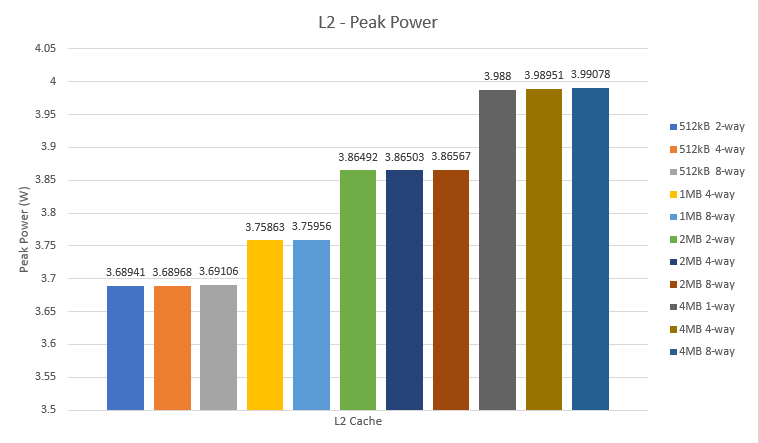 L2 - Peak Power
Peak Power (W)
4.05
4
3.95
3.9
3.85
3.8
3.75
3.7
3.65
3.6
3.55
3.5
3.68941
3.68968
3.69106
3.75863
3.75956
3.86492
3.86503
3.86567
3.988
3.98951
3.99078
L2 Cache
512kB 2-way
512kB 4-way
512kB 8-way
1MB 4-way
1MB 8-way
2MB 2-way
2MB 4-way
2MB 8-way
4MB 1-way
4MB 4-way
4MB 8-way